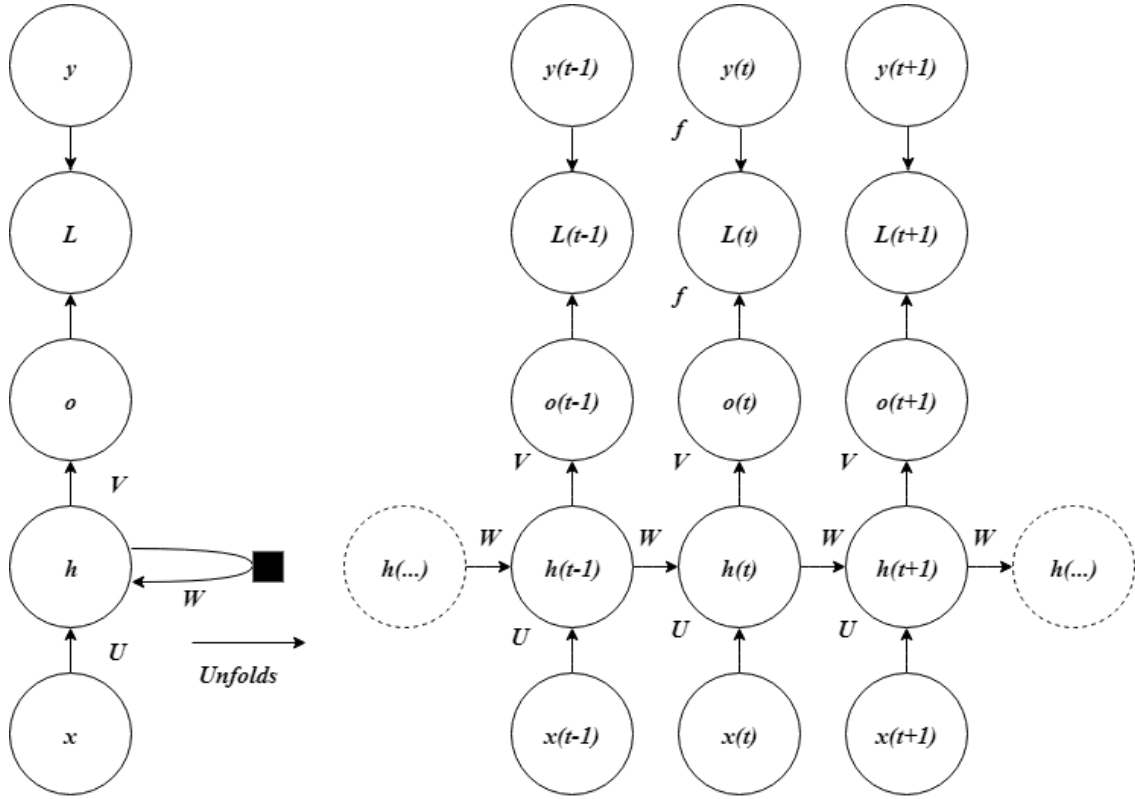 y y(t-1) y(t) y(t+1)
f
L L(t-1) L(t) L(t+1)
f
o o(t-1) o(t) o(t+1)
V V V V
h W h(...) W h(t-1) W h(t) W h(t+1) W h(...)
U U U U
Unfolds
x x(t-1) x(t) x(t+1)